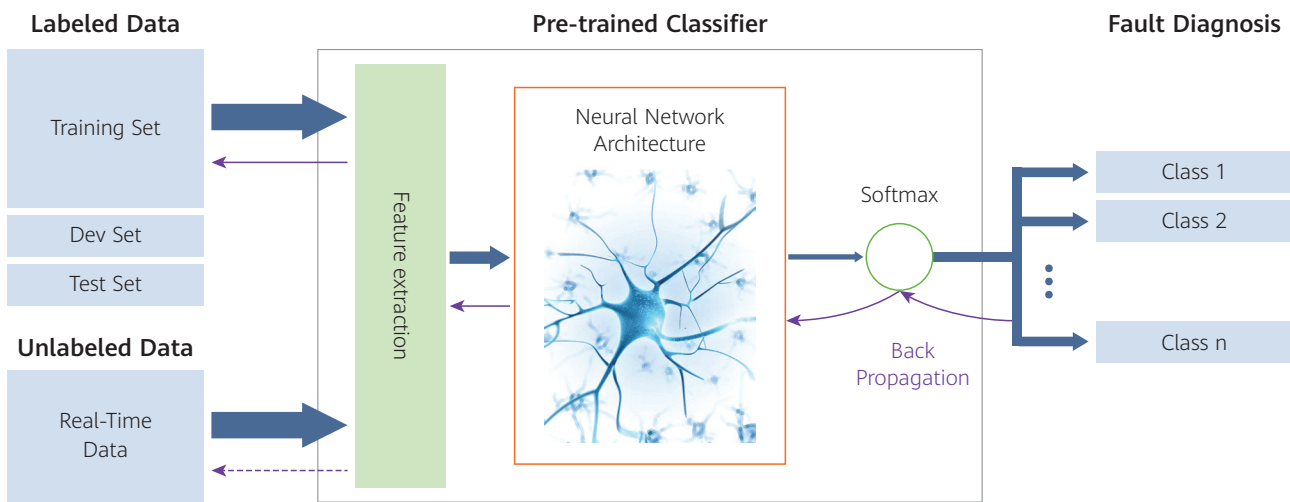 Labeled Data
Training Set
Dev Set
Test Set
Unlabeled Data
Real-Time
Data
Pre-trained Classifier
Feature extraction
Neural Network
Architecture
Softmax
Back
Propagation
Fault Diagnosis
Class 1
Class 2
Class n